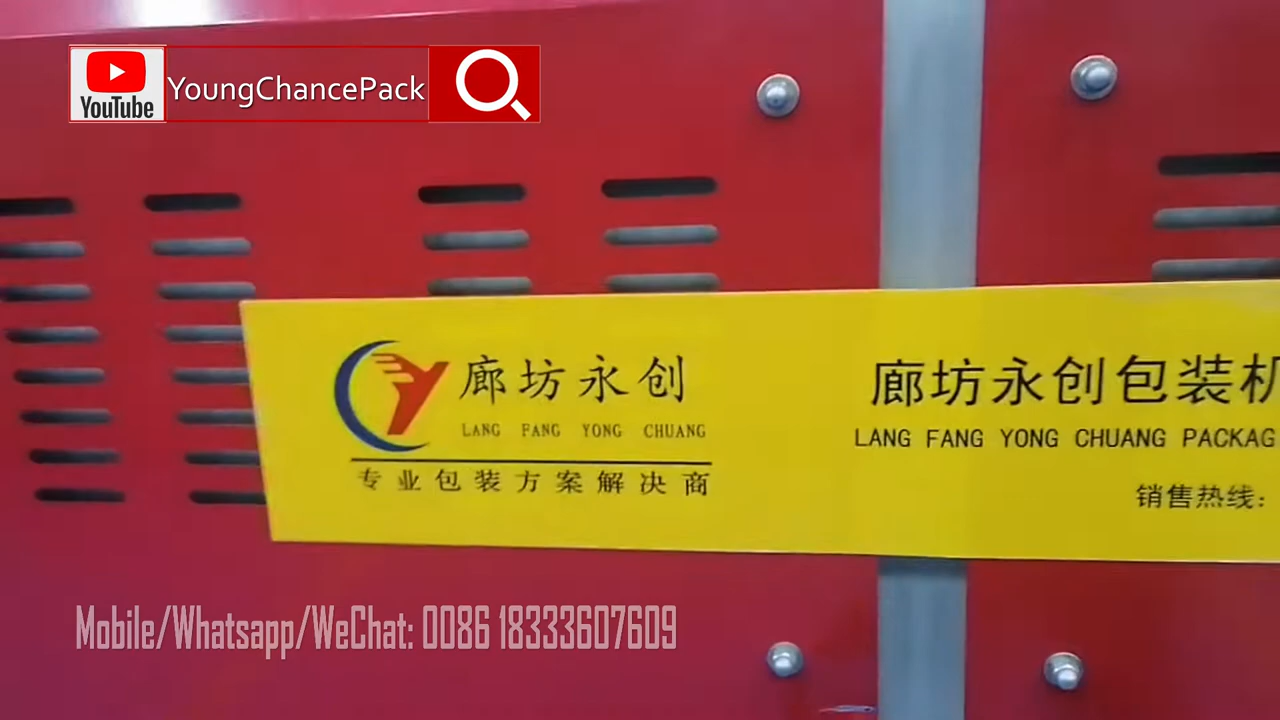 YouTube
YoungChancePack
廊坊永创
LANG FANG YONG CHUANG
专业包装方案解决商
廊坊永创包装机
LANG FANG YONG CHUANG PACKAG
销售热线:
Mobile/Whatsapp/WeChat: 0086 18333607609